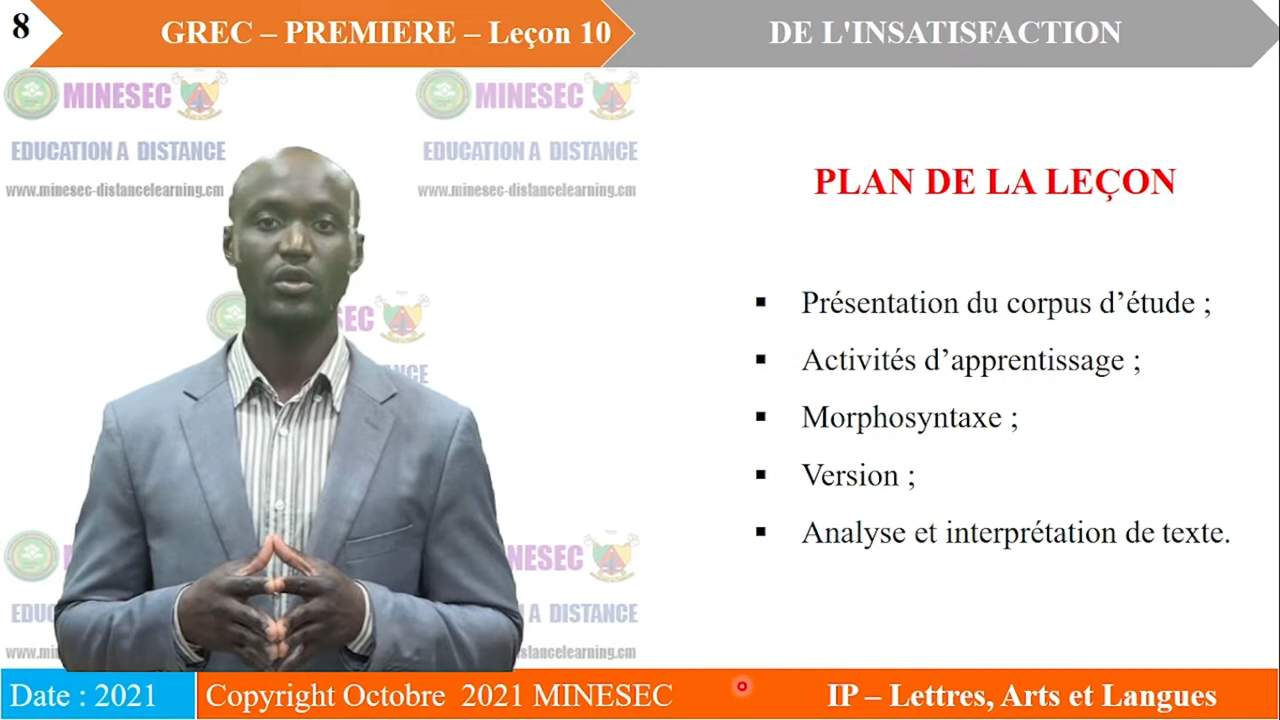 8
GREC – PREMIERE – Leçon 10
DE L'INSATISFACTION
MINESEC
MINESEC
EDUCATION A DISTANCE
EDUCATION A DISTANCE
www.minesec-distancelearning.cm
www.minesec-distancelearning.cm
PLAN DE LA LEÇON
▪ Présentation du corpus d’étude ;
▪ Activités d’apprentissage ;
▪ Morphosyntaxe ;
▪ Version ;
▪ Analyse et interprétation de texte.
Date : 2021
Copyright Octobre 2021 MINESEC
IP – Lettres, Arts et Langues